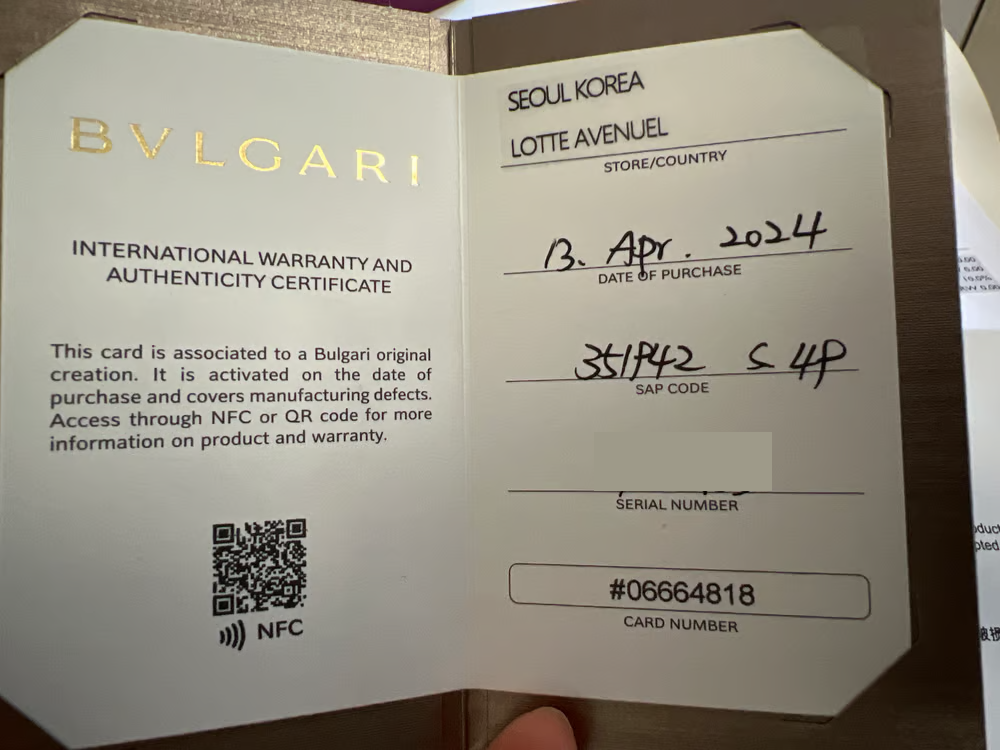 BVLGARI
INTERNATIONAL WARRANTY AND
AUTHENTICITY CERTIFICATE
This card is associated to a Bulgari original
creation. It is activated on the date of
purchase and covers manufacturing defects.
Access through NFC or QR code for more
information on product and warranty.
NFC
SEOUL KOREA
LOTTE AVENUEL
STORE/COUNTRY
13. Apr. 2024
DATE OF PURCHASE
351P42 S 4P
SAP CODE
SERIAL NUMBER
#06664818
CARD NUMBER